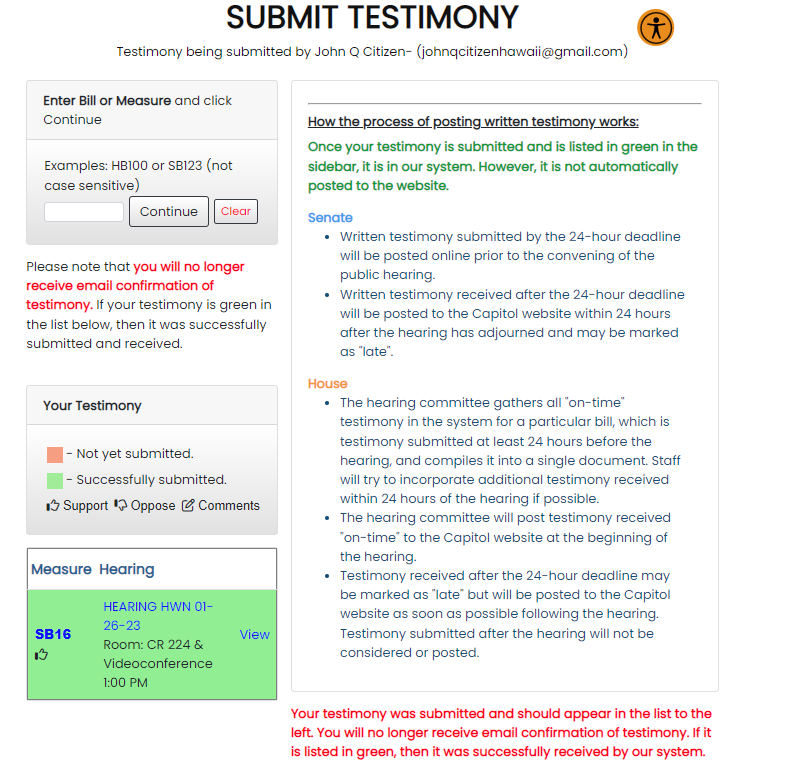 SUBMIT TESTIMONY
Testimony being submitted by John Q Citizen- (johnqcitizenhawaii@gmail.com)
Enter Bill or Measure and click
Continue
Examples: HB100 or SB123 (not
case sensitive)
Continue
Clear
Please note that you will no longer
receive email confirmation of
testimony. If your testimony is green in
the list below, then it was successfully
submitted and received.
Your Testimony
- Not yet submitted.
- Successfully submitted.
Support Oppose Comments
Measure Hearing
SB16
HEARING HWN 01-
26-23
Room: CR 224 &
Videoconference
1:00 PM
View
How the process of posting written testimony works:
Once your testimony is submitted and is listed in green in the
sidebar, it is in our system. However, it is not automatically
posted to the website.
Senate
• Written testimony submitted by the 24-hour deadline
will be posted online prior to the convening of the
public hearing.
• Written testimony received after the 24-hour deadline
will be posted to the Capitol website within 24 hours
after the hearing has adjourned and may be marked
as "late".
House
• The hearing committee gathers all "on-time"
testimony in the system for a particular bill, which is
testimony submitted at least 24 hours before the
hearing, and compiles it into a single document. Staff
will try to incorporate additional testimony received
within 24 hours of the hearing if possible.
• The hearing committee will post testimony received
"on-time" to the Capitol website at the beginning of
the hearing.
• Testimony received after the 24-hour deadline may
be marked as "late" but will be posted to the Capitol
website as soon as possible following the hearing.
Testimony submitted after the hearing will not be
considered or posted.
Your testimony was submitted and should appear in the list to the
left. You will no longer receive email confirmation of testimony. If it
is listed in green, then it was successfully received by our system.